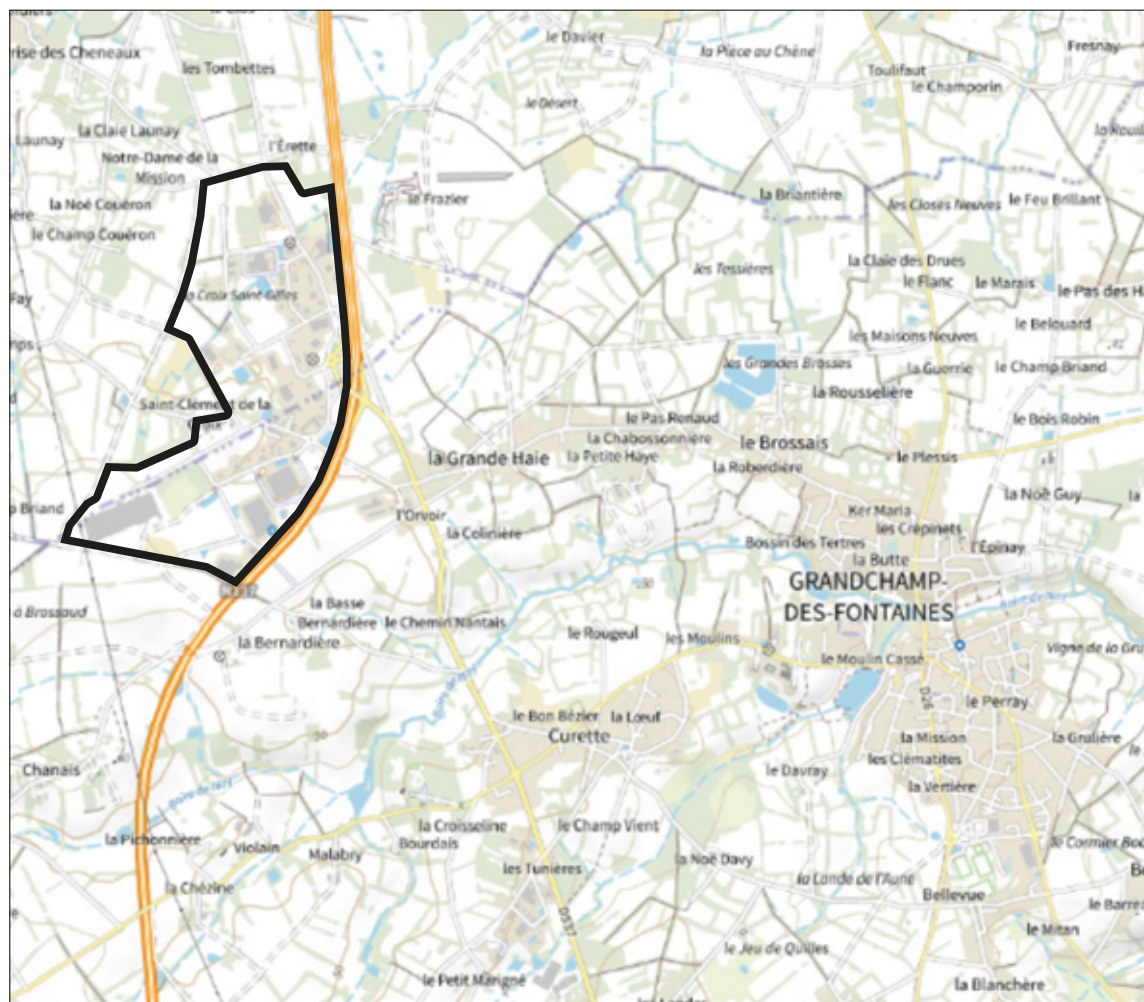 le Davier
la Pièce au Chêne
Fresnay
rise des Cheneaux
les Tombettes
Toulifaut
le Champorin
le Désert
la Claie Launay
Launay
l'Érette
Notre-Dame de la
Mission
la Briantière
la Noë Couëron
le Frazier
les Closes Neuves
le Feu Brillant
le Champ Couëron
la Claie des Drues
les Tessières
le Flanc
le Marais
le Pas des H
Fay
la Croix Saint-Gilles
le Belouard
les Maisons Neuves
les Grandes Brosses
la Guerrie
le Champ Briand
la Rousselière
Saint-Clément de la
Croix
le Pas Renaud
le Bois Robin
la Chabossonnière
le Brossais
la Grande Haie
la Petite Haye
le Plessis
la Roberdière
la Noë Guy
Briand
l'Orvoir
Ker Maria
la Colinière
les Crépinets
Bossin des Tertres
l'Épinay
la Butte
GRANDCHAMP-
DES-FONTAINES
à Brossaud
la Basse
Bernardière
le Chemin Nantais
le Rougeul
les Moulins
la Bernardière
le Moulin Cassé
Vigne de la Gru
D26
le Perray
le Bon Bézier
la Lœuf
Curette
la Mission
la Grulière
les Clématites
Chanais
le Davray
la Vertière
la Pichonnière
la Croisseline
le Champ Vient
Violain
Malabry
Bourdais
le Cormier Boc
la Noë Davy
les Tunières
la Chézine
la Lande de l'Aune
Bellevue
le Barre
D537
le Mitan
le Jeu de Quilles
le Petit Marigné
la Blanchère